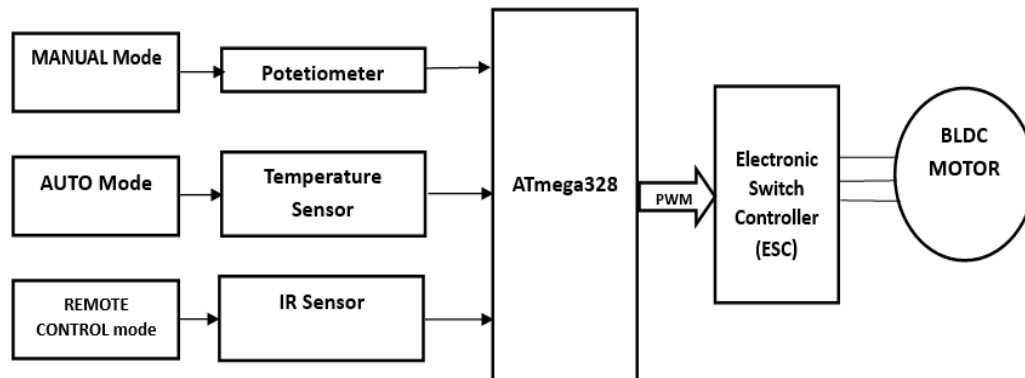 MANUAL Mode
Potetiometer
AUTO Mode
Temperature
Sensor
REMOTE
CONTROL mode
IR Sensor
ATmega328
PWM
Electronic
Switch
Controller
(ESC)
BLDC
MOTOR